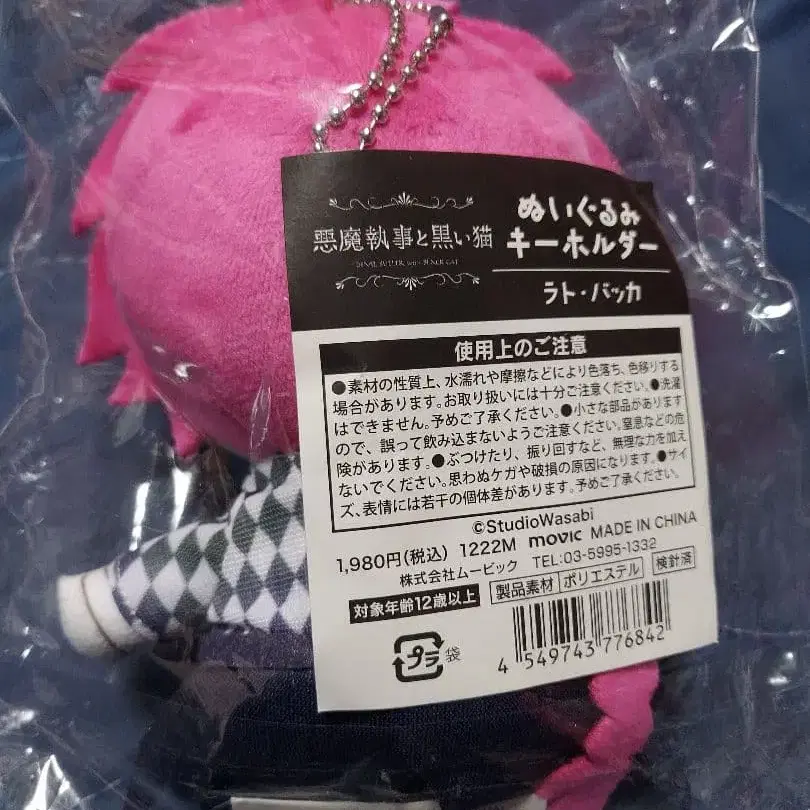 ぬいぐるみ
キーホルダー
悪魔執事と黒い猫
ラト・バッカ
使用上のご注意
●素材の性質上、水濡れや摩擦などにより色落ち、色移りする
場合があります。お取り扱いには十分ご注意ください。●洗濯
はできません。予めご了承ください。●小さな部品があります
ので、誤って飲み込まないようご注意ください。窒息などの危
険があります。●ぶつけたり、振り回すなど、無理な力を加え
ないでください。思わぬケガや破損の原因になります。●サイ
ズ、表情には若干の個体差があります。予めご了承ください。
©StudioWasabi
1,980円(税込) 1222M movic MADE IN CHINA
株式会社ムービック TEL:03-5995-1332
対象年齢12歳以上 製品素材 ポリエステル 検針済
プラ 袋
4 549743 776842